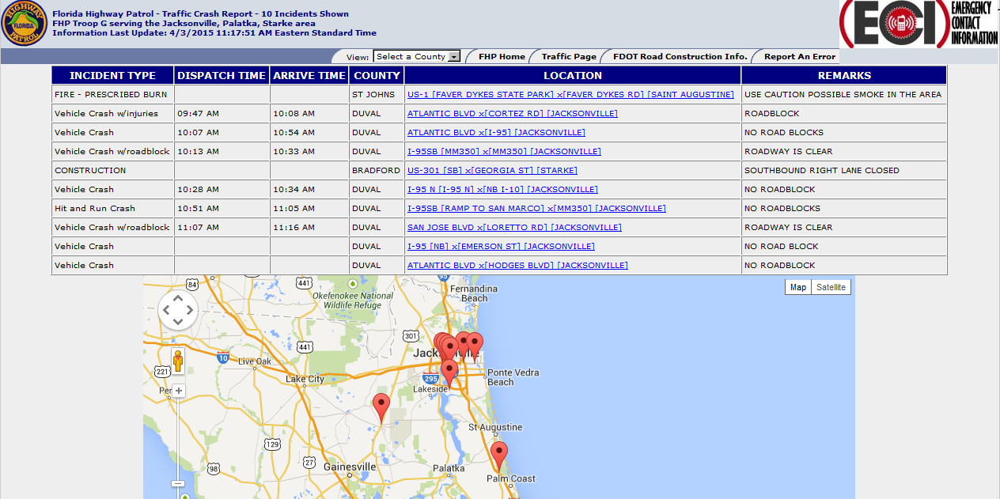 HIGHWAY
FLORIDA
PATROL
Florida Highway Patrol - Traffic Crash Report - 10 Incidents Shown
FHP Troop G serving the Jacksonville, Palatka, Starke area
Information Last Update: 4/3/2015 11:17:51 AM Eastern Standard Time
ECI EMERGENCY
CONTACT
INFORMATION
View: Select a County FHP Home Traffic Page FDOT Road Construction Info. Report An Error
INCIDENT TYPE DISPATCH TIME ARRIVE TIME COUNTY LOCATION REMARKS
FIRE - PRESCRIBED BURN ST JOHNS US-1 [FAVER DYKES STATE PARK] x[FAVER DYKES RD] [SAINT AUGUSTINE] USE CAUTION POSSIBLE SMOKE IN THE AREA
Vehicle Crash w/injuries 09:47 AM 10:08 AM DUVAL ATLANTIC BLVD x[CORTEZ RD] [JACKSONVILLE] ROADBLOCK
Vehicle Crash 10:07 AM 10:54 AM DUVAL ATLANTIC BLVD x[I-95] [JACKSONVILLE] NO ROAD BLOCKS
Vehicle Crash w/roadblock 10:13 AM 10:33 AM DUVAL I-95SB [MM350] x[MM350] [JACKSONVILLE] ROADWAY IS CLEAR
CONSTRUCTION BRADFORD US-301 [SB] x[GEORGIA ST] [STARKE] SOUTHBOUND RIGHT LANE CLOSED
Vehicle Crash 10:28 AM 10:34 AM DUVAL I-95 N [I-95 N] x[NB I-10] [JACKSONVILLE] NO ROADBLOCK
Hit and Run Crash 10:51 AM 11:05 AM DUVAL I-95SB [RAMP TO SAN MARCO] x[MM350] [JACKSONVILLE] NO ROADBLOCKS
Vehicle Crash w/roadblock 11:07 AM 11:16 AM DUVAL SAN JOSE BLVD x[LORETTO RD] [JACKSONVILLE] ROADWAY IS CLEAR
Vehicle Crash DUVAL I-95 [NB] x[EMERSON ST] [JACKSONVILLE] NO ROAD BLOCK
Vehicle Crash DUVAL ATLANTIC BLVD x[HODGES BLVD] [JACKSONVILLE] NO ROADBLOCK
84 441 95
Map Satellite
Fernandina
Beach
Okefenokee National
Wildlife Refuge
301
441
10
Live Oak
221
Lake City
295
Ponte Vedra
Beach
Lakeside
St Augustine
129
27
98
Gainesville
Palatka
Palm Coast